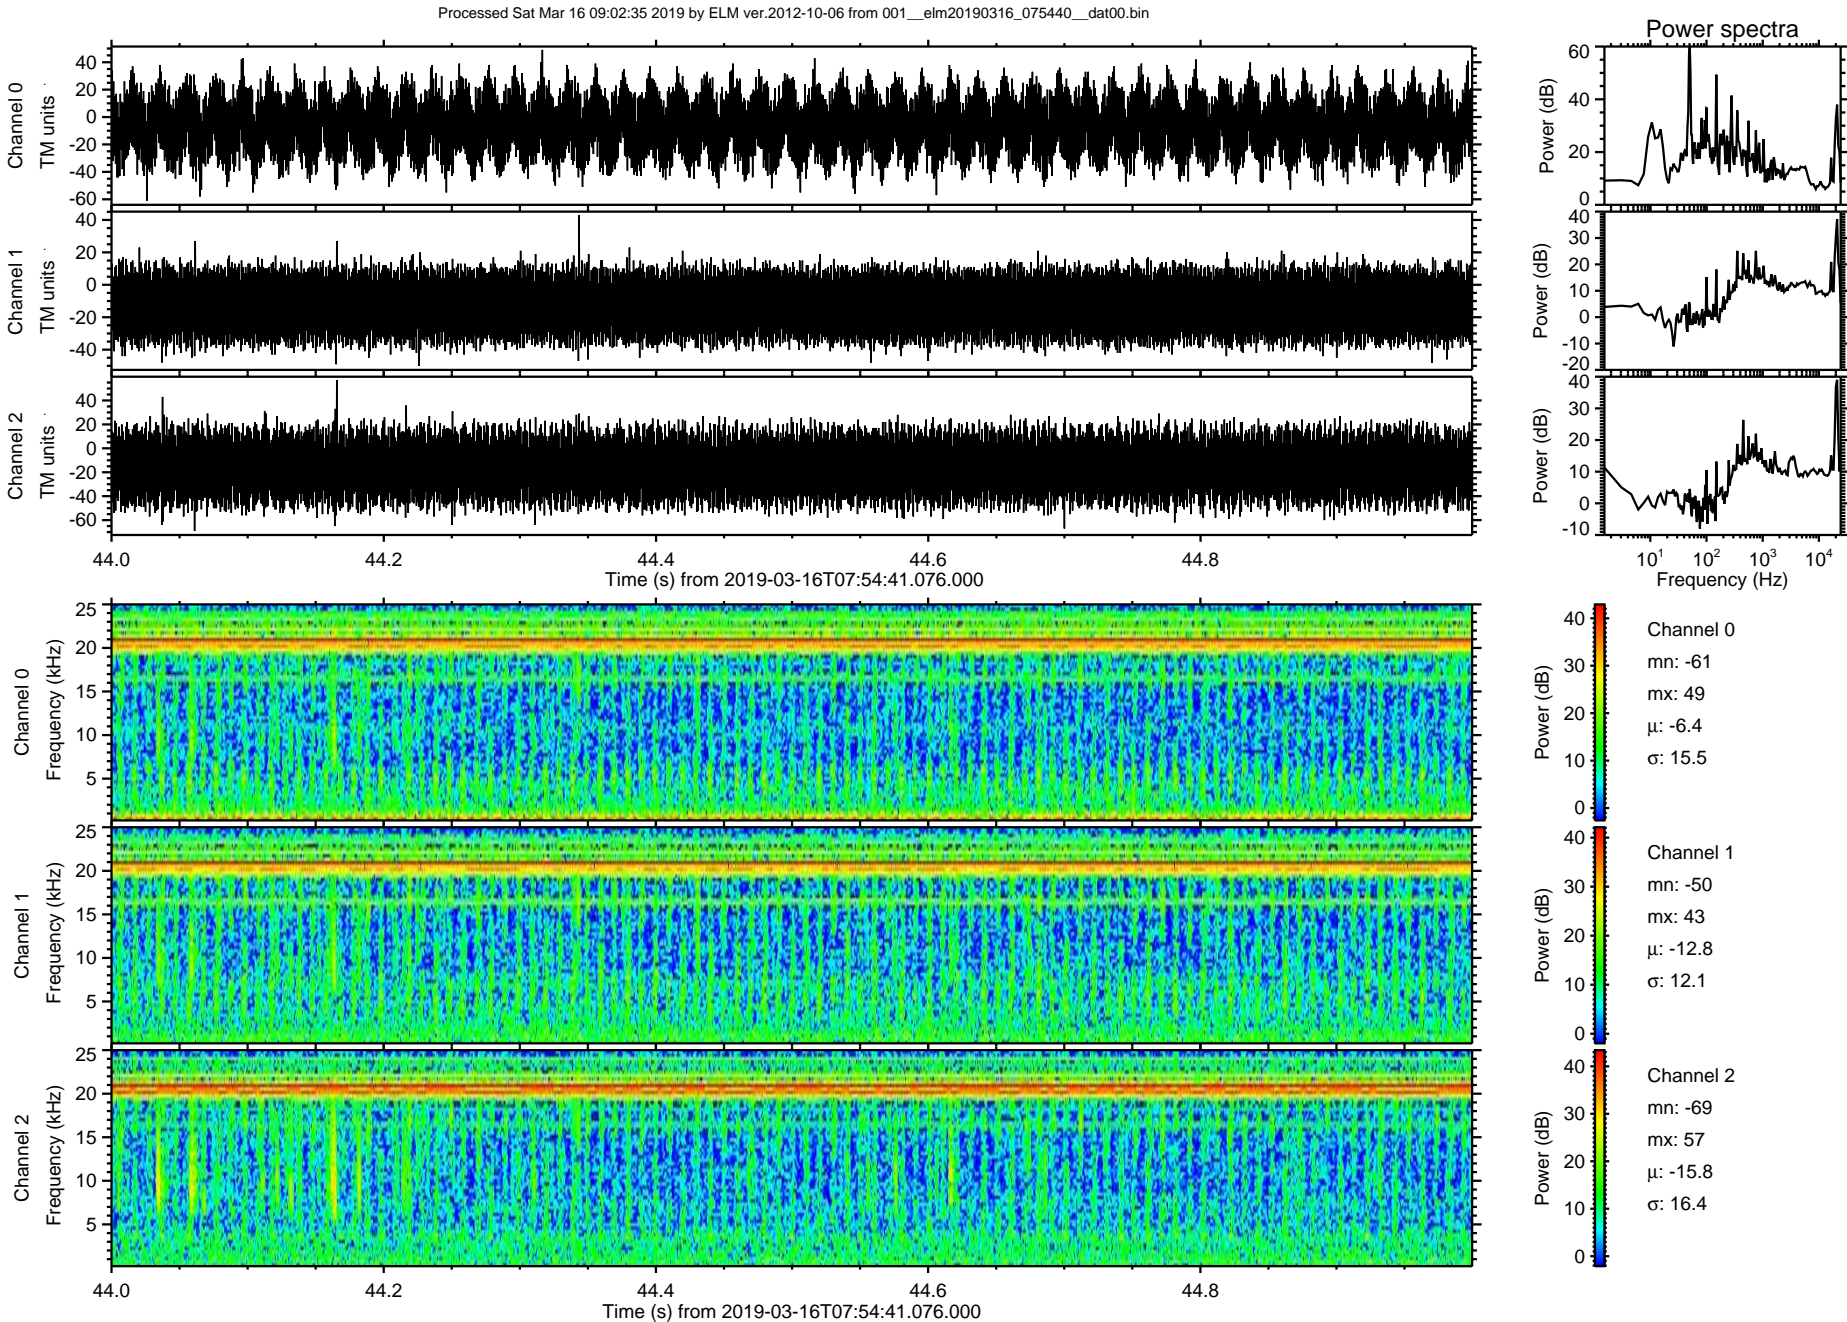 Processed Sat Mar 16 09:02:35 2019 by ELM ver.2012-10-06 from 001__elm20190316_075440__dat00.bin
Power spectra
Channel 0
TM units
40
20
0
-20
-40
-60
Power (dB)
60
40
20
0
Channel 1
TM units
40
20
0
-20
-40
Power (dB)
40
30
20
10
0
-10
-20
Channel 2
TM units
40
20
0
-20
-40
-60
Power (dB)
40
30
20
10
0
-10
44.0 44.2 44.4 44.6 44.8
Time (s) from 2019-03-16T07:54:41.076.000
10¹ 10² 10³ 10⁴
Frequency (Hz)
Channel 0
Frequency (kHz)
25
20
15
10
5
Power (dB)
40
30
20
10
0
Channel 0
mn: -61
mx: 49
μ: -6.4
σ: 15.5
Channel 1
Frequency (kHz)
25
20
15
10
5
Power (dB)
40
30
20
10
0
Channel 1
mn: -50
mx: 43
μ: -12.8
σ: 12.1
Channel 2
Frequency (kHz)
25
20
15
10
5
Power (dB)
40
30
20
10
0
Channel 2
mn: -69
mx: 57
μ: -15.8
σ: 16.4
44.0 44.2 44.4 44.6 44.8
Time (s) from 2019-03-16T07:54:41.076.000